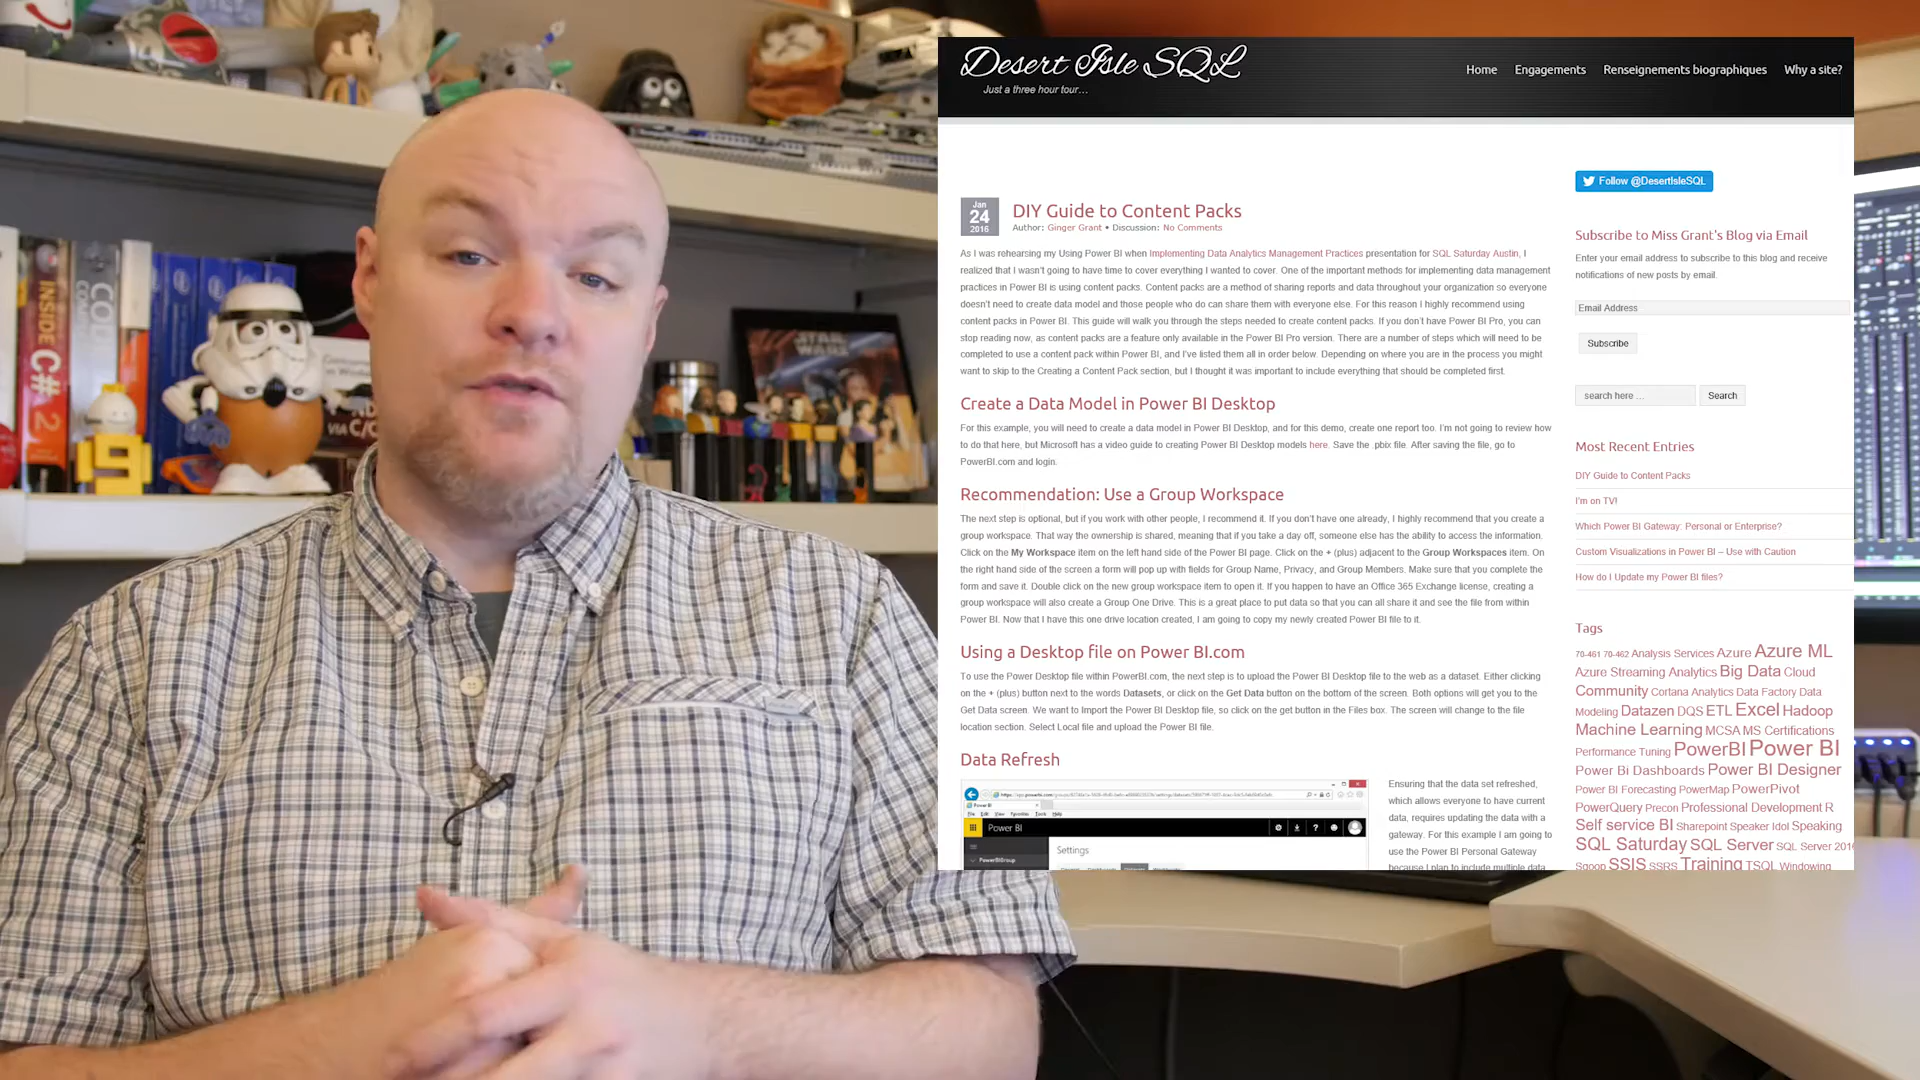 Desert Isle SQL
Just a three hour tour...
Home
Engagements
Renseignements biographiques
Why a site?
Jan
24
2016
DIY Guide to Content Packs
Author: Ginger Grant • Discussion: No Comments
As I was rehearsing my Using Power BI when Implementing Data Analytics Management Practices presentation for SQL Saturday Austin, I
realized that I wasn't going to have time to cover everything I wanted to cover. One of the important methods for implementing data management
practices in Power BI is using content packs. Content packs are a method of sharing reports and data throughout your organization so everyone
doesn't need to create data model and those people who do can share them with everyone else. For this reason I highly recommend using
content packs in Power BI. This guide will walk you through the steps needed to create content packs. If you don't have Power BI Pro, you can
stop reading now, as content packs are a feature only available in the Power BI Pro version. There are a number of steps which will need to be
completed to use a content pack within Power BI, and I've listed them all in order below. Depending on where you are in the process you might
want to skip to the Creating a Content Pack section, but I thought it was important to include everything that should be completed first.
Create a Data Model in Power BI Desktop
For this example, you will need to create a data model in Power BI Desktop, and for this demo, create one report too. I'm not going to review how
to do that here, but Microsoft has a video guide to creating Power BI Desktop models here. Save the .pbix file. After saving the file, go to
PowerBI.com and login.
Recommendation: Use a Group Workspace
The next step is optional, but if you work with other people, I recommend it. If you don't have one already, I highly recommend that you create a
group workspace. That way the ownership is shared, meaning that if you take a day off, someone else has the ability to access the information.
Click on the My Workspace item on the left hand side of the Power BI page. Click on the + (plus) adjacent to the Group Workspaces item. On
the right hand side of the screen a form will pop up with fields for Group Name, Privacy, and Group Members. Make sure that you complete the
form and save it. Double click on the new group workspace item to open it. If you happen to have an Office 365 Exchange license, creating a
group workspace will also create a Group One Drive. This is a great place to put data so that you can all share it and see the file from within
Power BI. Now that I have this one drive location created, I am going to copy my newly created Power BI file to it.
Using a Desktop file on Power BI.com
To use the Power Desktop file within PowerBI.com, the next step is to upload the Power BI Desktop file to the web as a dataset. Either clicking
on the + (plus) button next to the words Datasets, or click on the Get Data button on the bottom of the screen. Both options will get you to the
Get Data screen. We want to Import the Power BI Desktop file, so click on the get button in the Files box. The screen will change to the file
location section. Select Local file and upload the Power BI file.
Data Refresh
Power BI
File Edit View Favorites Tools Help
Power BI
PowerBIGroup
Settings
Ensuring that the data set refreshed,
which allows everyone to have current
data, requires updating the data with a
gateway. For this example I am going to
use the Power BI Personal Gateway
because I plan to include multiple data
Follow @DesertIsleSQL
Subscribe to Miss Grant's Blog via Email
Enter your email address to subscribe to this blog and receive
notifications of new posts by email.
Email Address
Subscribe
search here ...
Search
Most Recent Entries
DIY Guide to Content Packs
I'm on TV!
Which Power BI Gateway: Personal or Enterprise?
Custom Visualizations in Power BI – Use with Caution
How do I Update my Power BI files?
Tags
70-461 70-462 Analysis Services Azure Azure ML
Azure Streaming Analytics Big Data Cloud
Community Cortana Analytics Data Factory Data
Modeling Datazen DQS ETL Excel Hadoop
Machine Learning MCSA MS Certifications
Performance Tuning PowerBI Power BI
Power Bi Dashboards Power BI Designer
Power BI Forecasting PowerMap PowerPivot
PowerQuery Precon Professional Development R
Self service BI Sharepoint Speaker Idol Speaking
SQL Saturday SQL Server SQL Server 2016
Sqoop SSIS SSRS Training TSQL Windowing
INSIDE C# 2
CODE
STAR WARS
VIA C/C